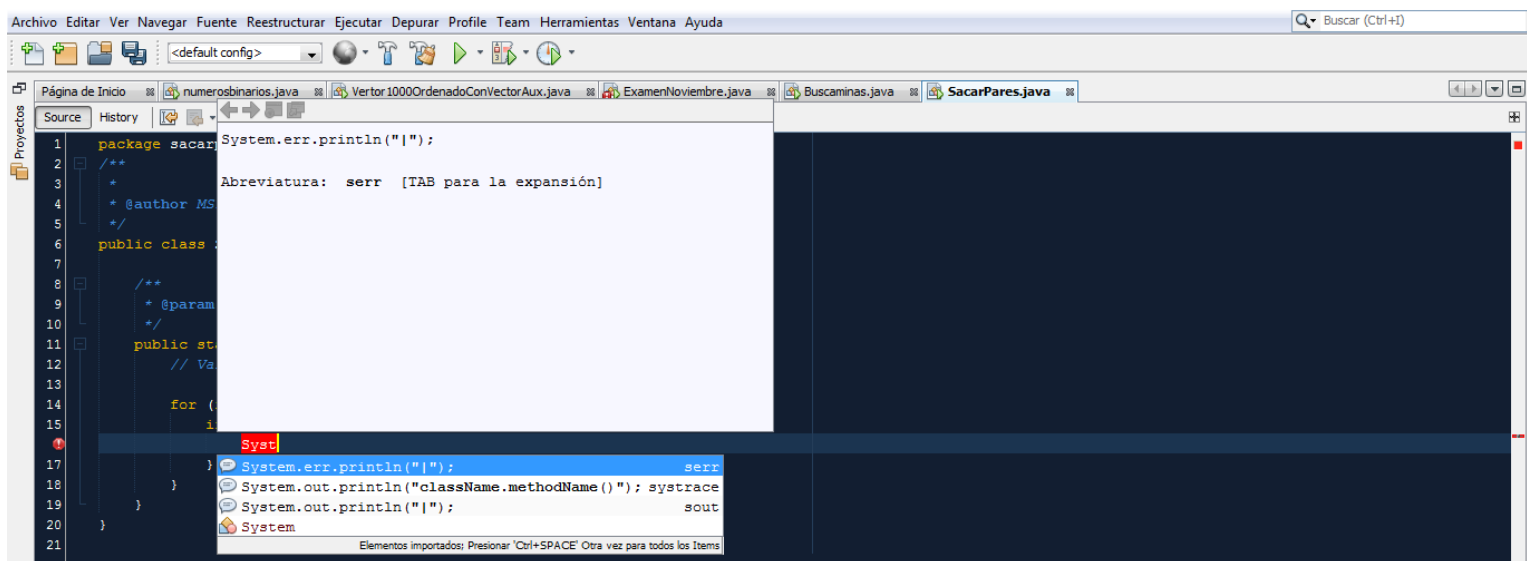 Archivo Editar Ver Navegar Fuente Reestructurar Ejecutar Depurar Profile Team Herramientas Ventana Ayuda
Buscar (Ctrl+I)
<default config>
Página de Inicio numerosbinarios.java Vertor1000OrdenadoConVectorAux.java ExamenNoviembre.java Buscaminas.java SacarPares.java
Proyectos
Source History
System.err.println("|");
Abreviatura: serr [TAB para la expansión]
1 package sacarp
2 /**
3 *
4 * @author MS
5 */
6 public class
7
8 /**
9 * @param
10 */
11 public sta
12 // Va
13
14 for (
15 i
Syst
17 }
18 }
19 }
20 }
21
System.err.println("|"); serr
System.out.println("className.methodName()"); systrace
System.out.println("|"); sout
System
Elementos importados; Presionar 'Ctrl+SPACE' Otra vez para todos los Items